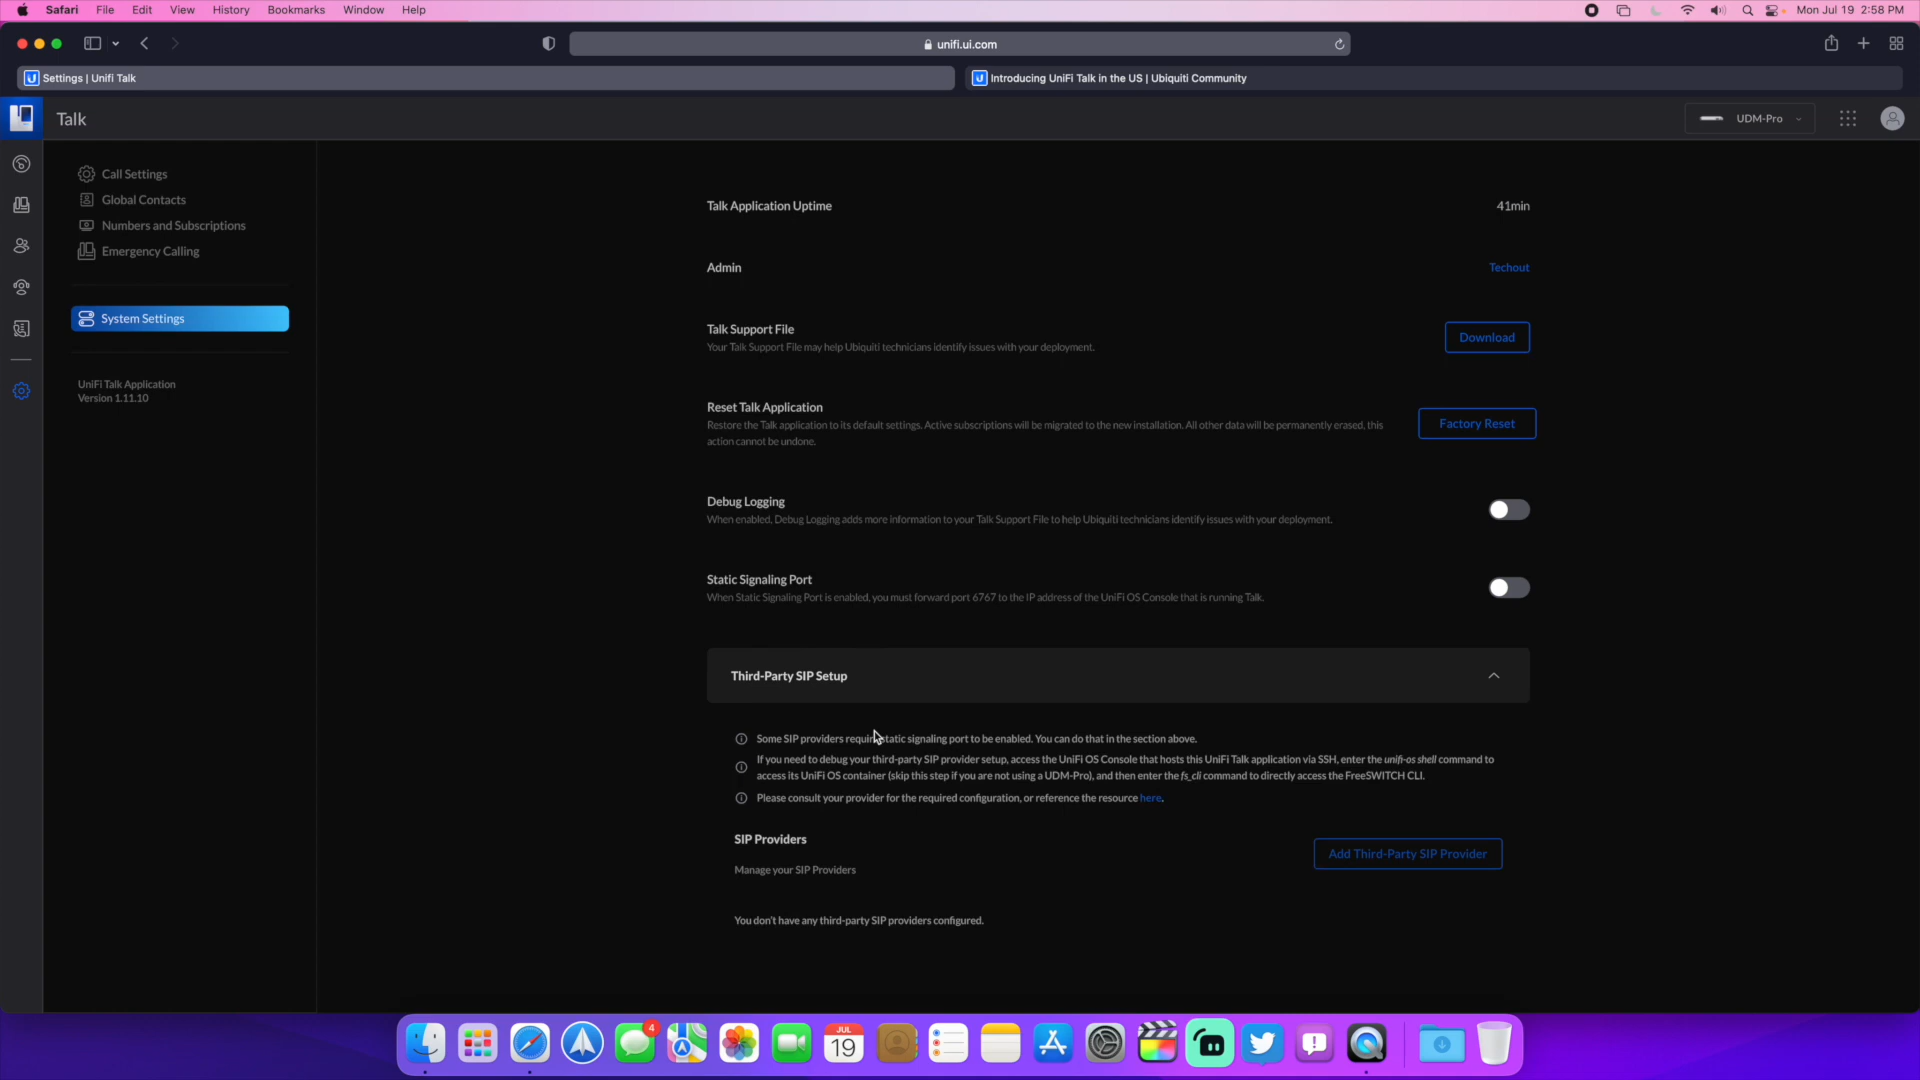 Safari File Edit View History Bookmarks Window Help Mon Jul 19 2:58 PM
unifi.ui.com
Settings | Unifi Talk
Introducing UniFi Talk in the US | Ubiquiti Community
Talk
UDM-Pro
Call Settings
Global Contacts
Numbers and Subscriptions
Emergency Calling
System Settings
UniFi Talk Application
Version 1.11.10
Talk Application Uptime
41min
Admin
Techout
Talk Support File
Your Talk Support File may help Ubiquiti technicians identify issues with your deployment.
Download
Reset Talk Application
Restore the Talk application to its default settings. Active subscriptions will be migrated to the new installation. All other data will be permanently erased, this
action cannot be undone.
Factory Reset
Debug Logging
When enabled, Debug Logging adds more information to your Talk Support File to help Ubiquiti technicians identify issues with your deployment.
Static Signaling Port
When Static Signaling Port is enabled, you must forward port 6767 to the IP address of the UniFi OS Console that is running Talk.
Third-Party SIP Setup
Some SIP providers require static signaling port to be enabled. You can do that in the section above.
If you need to debug your third-party SIP provider setup, access the UniFi OS Console that hosts this UniFi Talk application via SSH, enter the unifi-os shell command to
access its UniFi OS container (skip this step if you are not using a UDM-Pro), and then enter the fs_cli command to directly access the FreeSWITCH CLI.
Please consult your provider for the required configuration, or reference the resource here.
SIP Providers
Manage your SIP Providers
Add Third-Party SIP Provider
You don't have any third-party SIP providers configured.
4
JUL
19